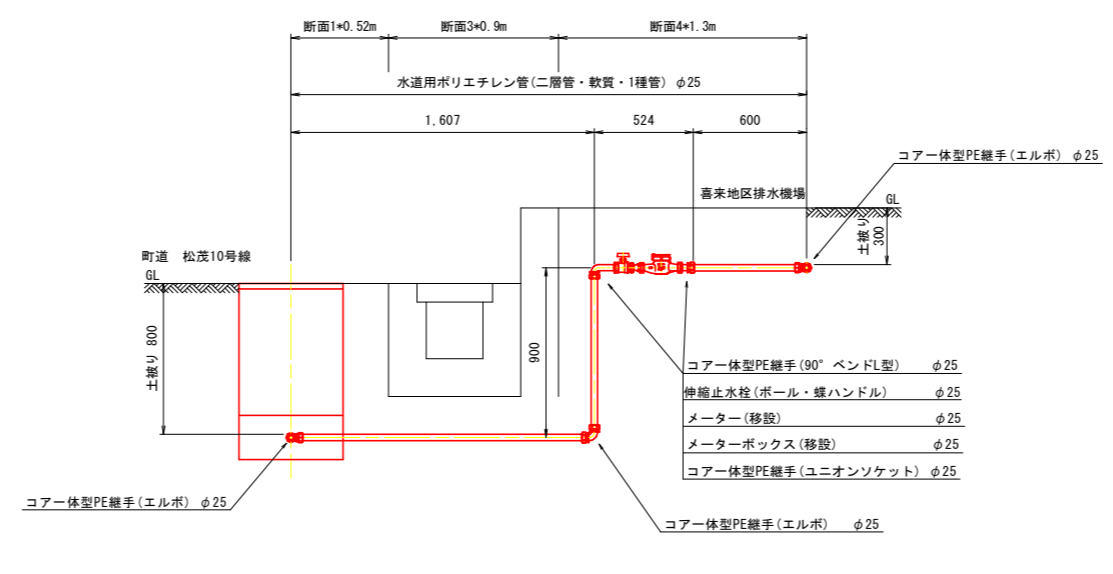 断面1*0.52m 断面3*0.9m 断面4*1.3m
水道用ポリエチレン管(二層管・軟質・1種管) φ25
1,607 524 600
コア一体型PE継手(エルボ) φ25
喜来地区排水機場
GL
土被り 300
町道 松茂10号線
GL
土被り 800
900
コア一体型PE継手(90°ベンドL型) φ25
伸縮止水栓(ボール・蝶ハンドル) φ25
メーター(移設) φ25
メーターボックス(移設) φ25
コア一体型PE継手(ユニオンソケット) φ25
コア一体型PE継手(エルボ) φ25
コア一体型PE継手(エルボ) φ25